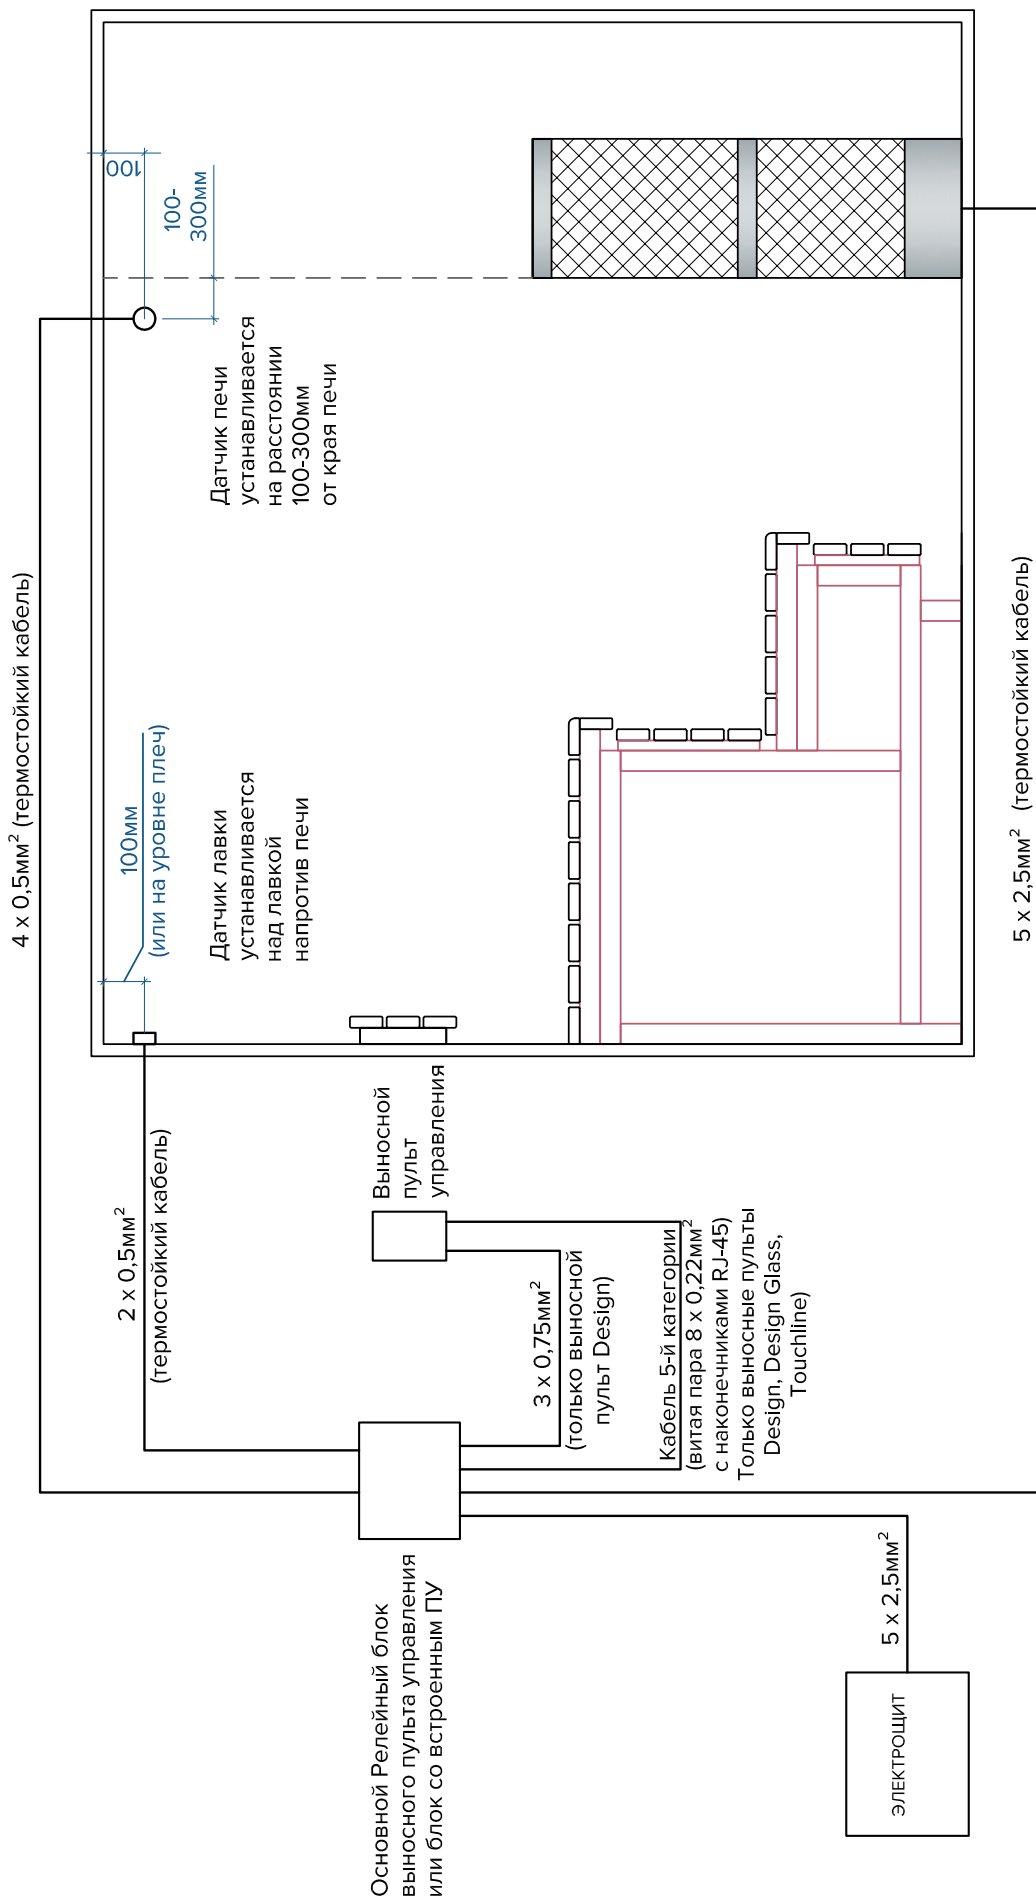 4 x 0,5мм² (термостойкий кабель)
100
100-
300мм
100мм
(или на уровне плеч)
Датчик печи
устанавливается
на расстоянии
100-300мм
от края печи
Датчик лавки
устанавливается
над лавкой
напротив печи
2 x 0,5мм²
(термостойкий кабель)
Выносной
пульт
управления
3 x 0,75мм²
(только выносной
пульт Design)
Кабель 5-й категории
(витая пара 8 x 0,22мм²
с наконечниками RJ-45)
Только выносные пульты
Design, Design Glass,
Touchline)
Основной Релейный блок
выносного пульта управления
или блок со встроенным ПУ
5 x 2,5мм²
ЭЛЕКТРОЩИТ
5 x 2,5мм² (термостойкий кабель)